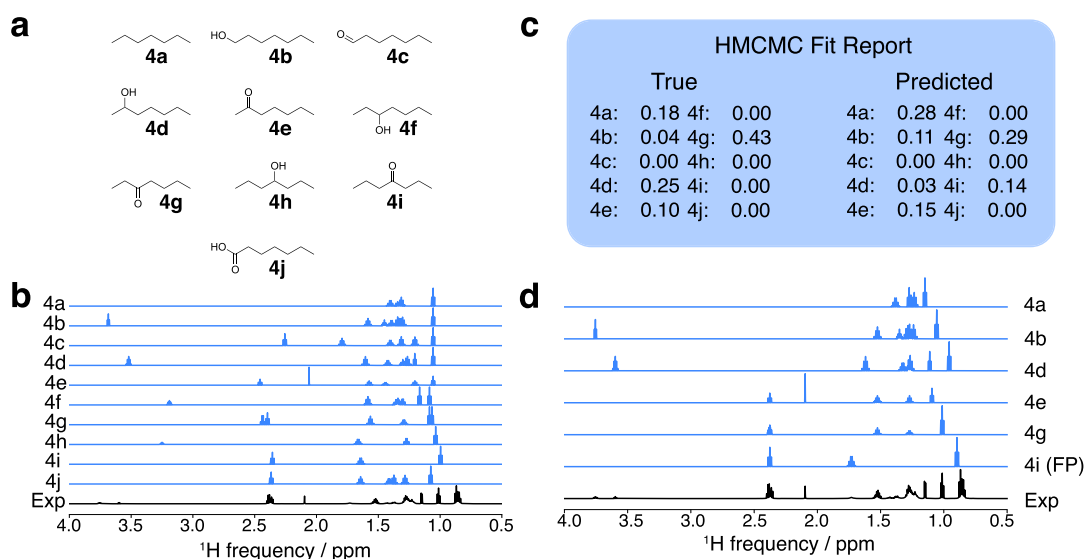 a
HO
O
4a
4b
4c
OH
O
4d
4e
OH
4f
OH
O
O
4g
4h
4i
HO
O
4j
c
HMCMC Fit Report
True
Predicted
4a: 0.18 4f: 0.00
4a: 0.28 4f: 0.00
4b: 0.04 4g: 0.43
4b: 0.11 4g: 0.29
4c: 0.00 4h: 0.00
4c: 0.00 4h: 0.00
4d: 0.25 4i: 0.00
4d: 0.03 4i: 0.14
4e: 0.10 4j: 0.00
4e: 0.15 4j: 0.00
b
4a
4b
4c
4d
4e
4f
4g
4h
4i
4j
Exp
4.0 3.5 3.0 2.5 2.0 1.5 1.0 0.5
¹H frequency / ppm
d
4a
4b
4d
4e
4g
4i (FP)
Exp
4.0 3.5 3.0 2.5 2.0 1.5 1.0 0.5
¹H frequency / ppm